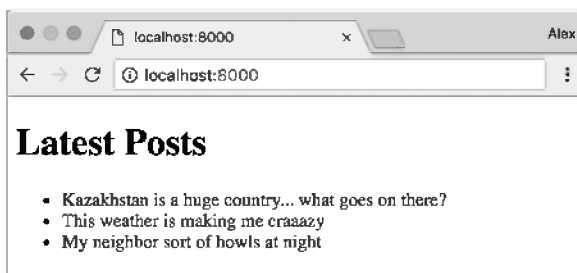 localhost:8000
Alex
localhost:8000
Latest Posts
Kazakhstan is a huge country... what goes on there?
This weather is making me craaazy
My neighbor sort of howls at night